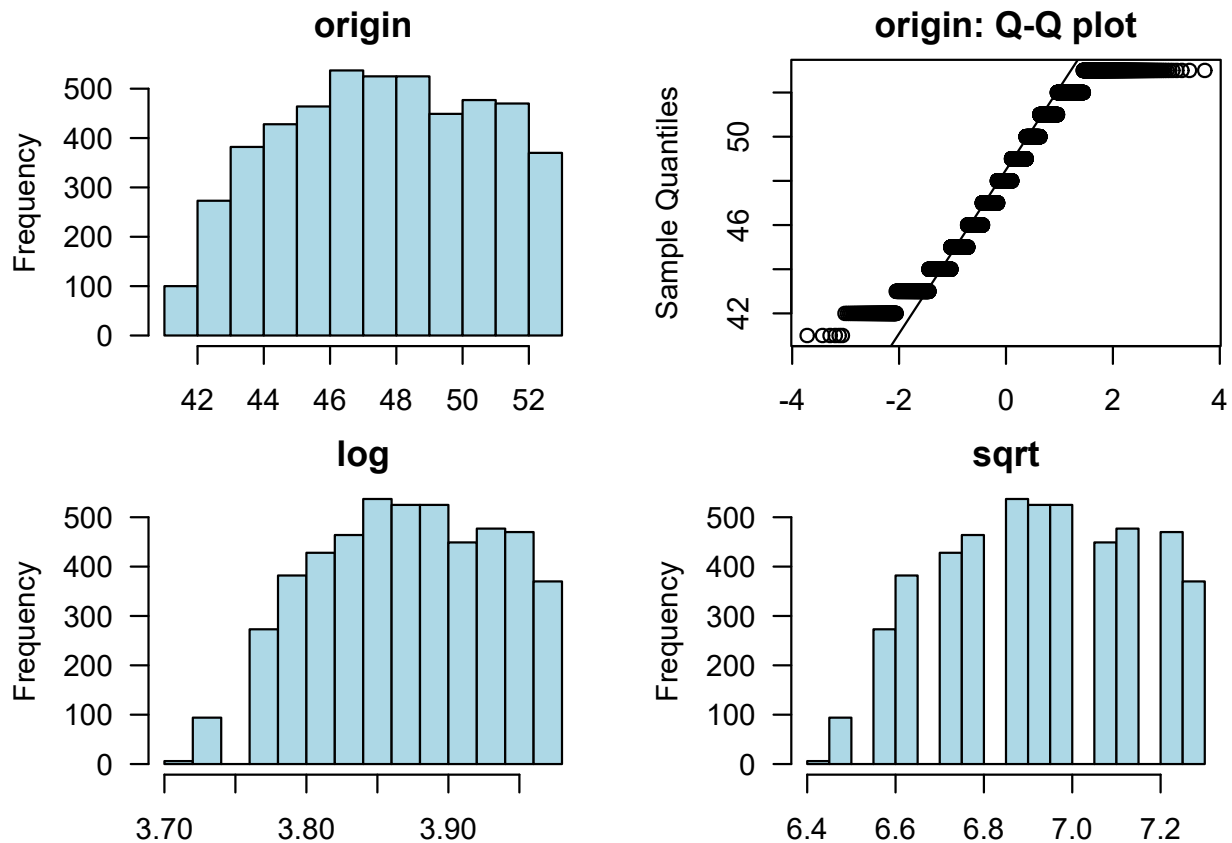 origin
Frequency
500
400
300
200
100
0
42 44 46 48 50 52
origin: Q-Q plot
Sample Quantiles
50
46
42
-4 -2 0 2 4
log
Frequency
500
400
300
200
100
0
3.70 3.80 3.90
sqrt
Frequency
500
400
300
200
100
0
6.4 6.6 6.8 7.0 7.2